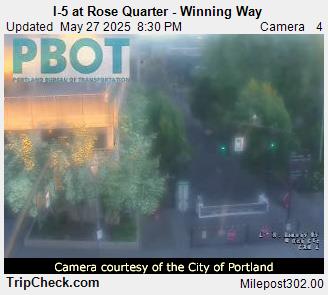 I-5 at Rose Quarter - Winning Way
Updated May 27 2025 8:30 PM Camera 4
PBOT
PORTLAND BUREAU OF TRANSPORTATION
Camera courtesy of the City of Portland
TripCheck.com Milepost302.00